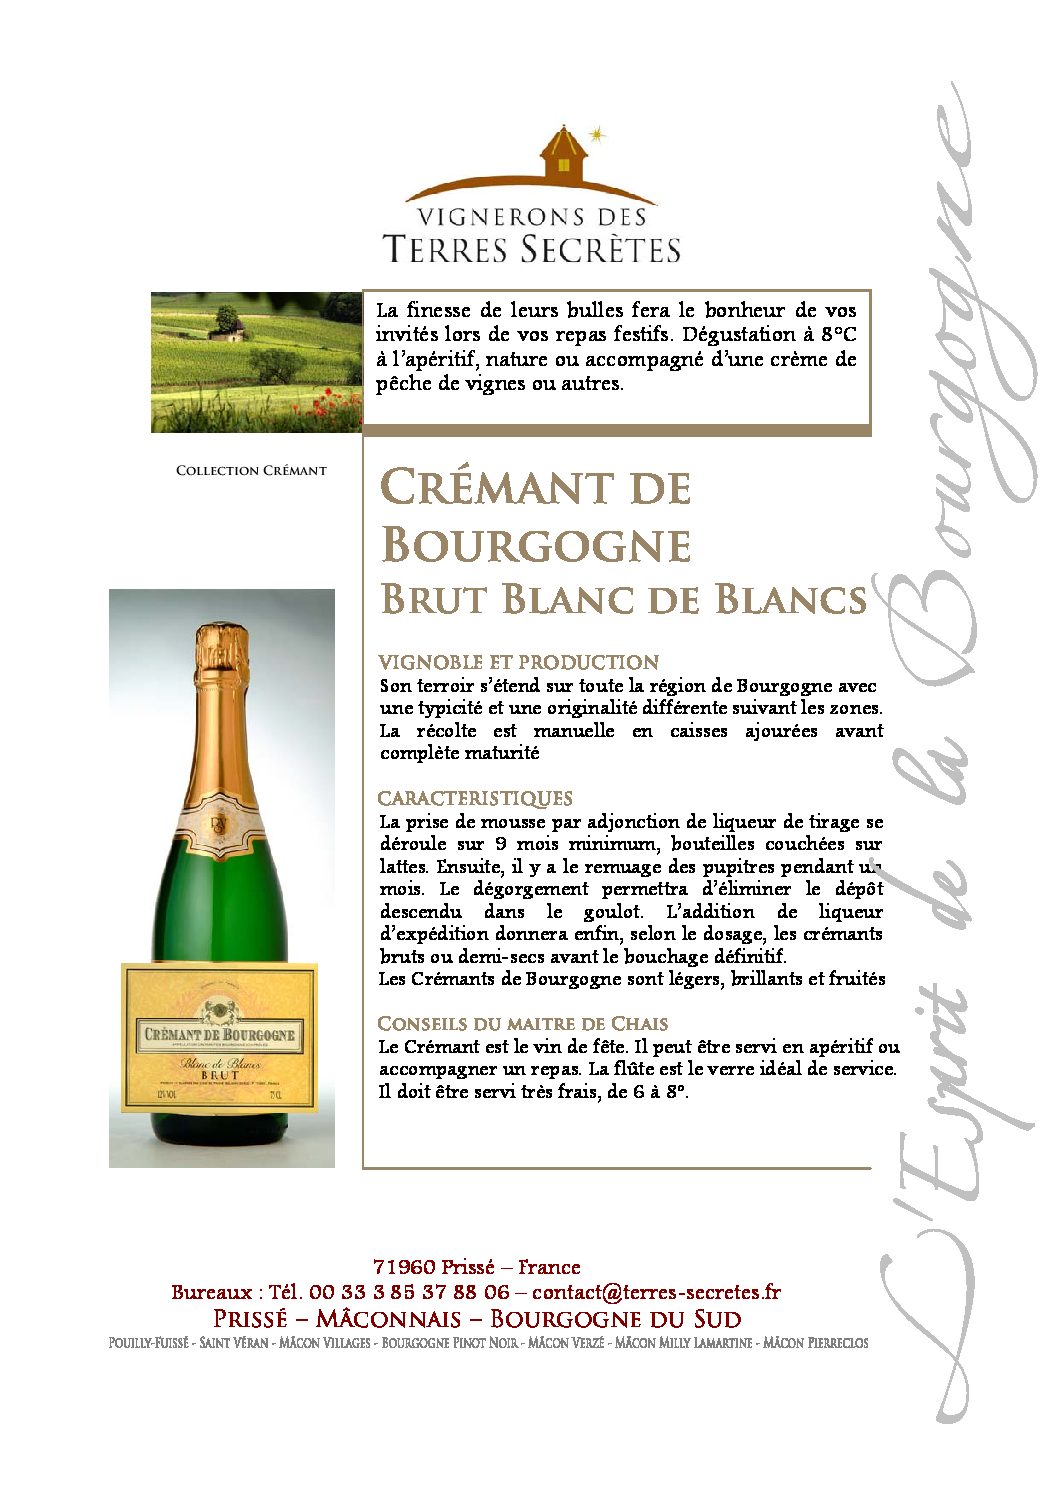 VIGNERONS DES
TERRES SECRÈTES
La finesse de leurs bulles fera le bonheur de vos
invités lors de vos repas festifs. Dégustation à 8°C
à l’apéritif, nature ou accompagné d’une crème de
pêche de vignes ou autres.
COLLECTION CRÉMANT
CRÉMANT DE
BOURGOGNE
BRUT BLANC DE BLANCS
VIGNOBLE ET PRODUCTION
Son terroir s’étend sur toute la région de Bourgogne avec
une typicité et une originalité différente suivant les zones.
La récolte est manuelle en caisses ajourées avant
complète maturité
CARACTERISTIQUES
La prise de mousse par adjonction de liqueur de tirage se
déroule sur 9 mois minimum, bouteilles couchées sur
lattes. Ensuite, il y a le remuage des pupitres pendant un
mois. Le dégorgement permettra d’éliminer le dépôt
descendu dans le goulot. L’addition de liqueur
d’expédition donnera enfin, selon le dosage, les crémants
bruts ou demi-secs avant le bouchage définitif.
Les Crémants de Bourgogne sont légers, brillants et fruités
CONSEILS DU MAITRE DE CHAIS
Le Crémant est le vin de fête. Il peut être servi en apéritif ou
accompagner un repas. La flûte est le verre idéal de service.
Il doit être servi très frais, de 6 à 8°.
CRÉMANT DE BOURGOGNE
Blanc de Blancs
BRUT
12% VOL
75 CL
L'Esprit de la Bourgogne
71960 Prissé – France
Bureaux : Tél. 00 33 3 85 37 88 06 – contact@terres-secretes.fr
PRISSÉ – MÂCONNAIS – BOURGOGNE DU SUD
POUILLY-FUISSÉ - SAINT VÉRAN - MÂCON VILLAGES - BOURGOGNE PINOT NOIR - MÂCON VERZÉ - MÂCON MILLY LAMARTINE - MÂCON PIERRECLOS